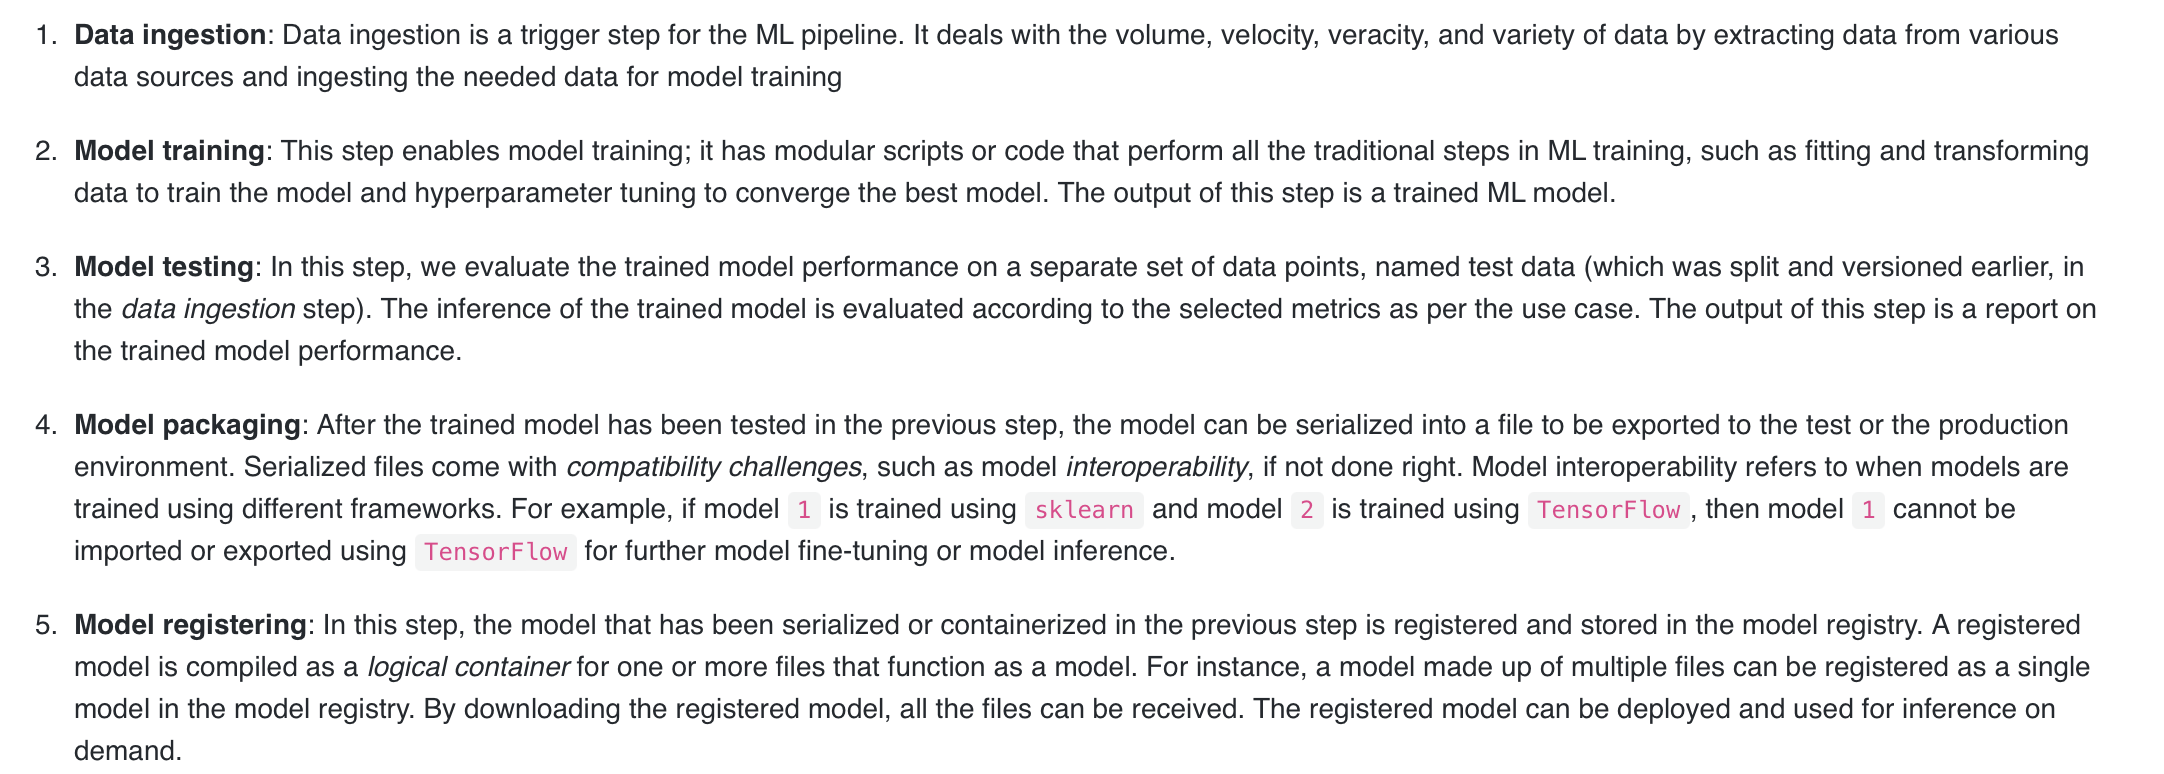 1. Data ingestion: Data ingestion is a trigger step for the ML pipeline. It deals with the volume, velocity, veracity, and variety of data by extracting data from various
data sources and ingesting the needed data for model training
2. Model training: This step enables model training; it has modular scripts or code that perform all the traditional steps in ML training, such as fitting and transforming
data to train the model and hyperparameter tuning to converge the best model. The output of this step is a trained ML model.
3. Model testing: In this step, we evaluate the trained model performance on a separate set of data points, named test data (which was split and versioned earlier, in
the data ingestion step). The inference of the trained model is evaluated according to the selected metrics as per the use case. The output of this step is a report on
the trained model performance.
4. Model packaging: After the trained model has been tested in the previous step, the model can be serialized into a file to be exported to the test or the production
environment. Serialized files come with compatibility challenges, such as model interoperability, if not done right. Model interoperability refers to when models are
trained using different frameworks. For example, if model 1 is trained using sklearn and model 2 is trained using TensorFlow, then model 1 cannot be
imported or exported using TensorFlow for further model fine-tuning or model inference.
5. Model registering: In this step, the model that has been serialized or containerized in the previous step is registered and stored in the model registry. A registered
model is compiled as a logical container for one or more files that function as a model. For instance, a model made up of multiple files can be registered as a single
model in the model registry. By downloading the registered model, all the files can be received. The registered model can be deployed and used for inference on
demand.